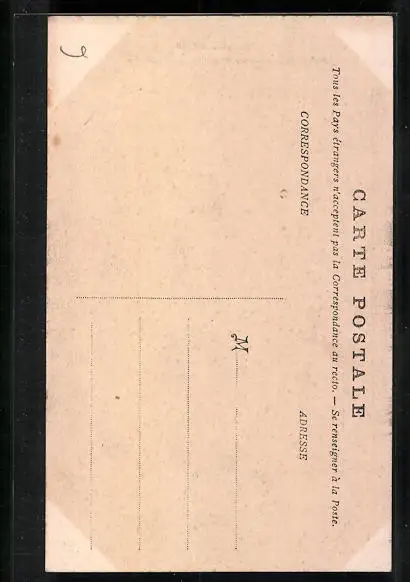 CARTE POSTALE
Tous les Pays étrangers n'acceptent pas la Correspondance au recto. — Se renseigner à la Poste.
CORRESPONDANCE
ADRESSE
M